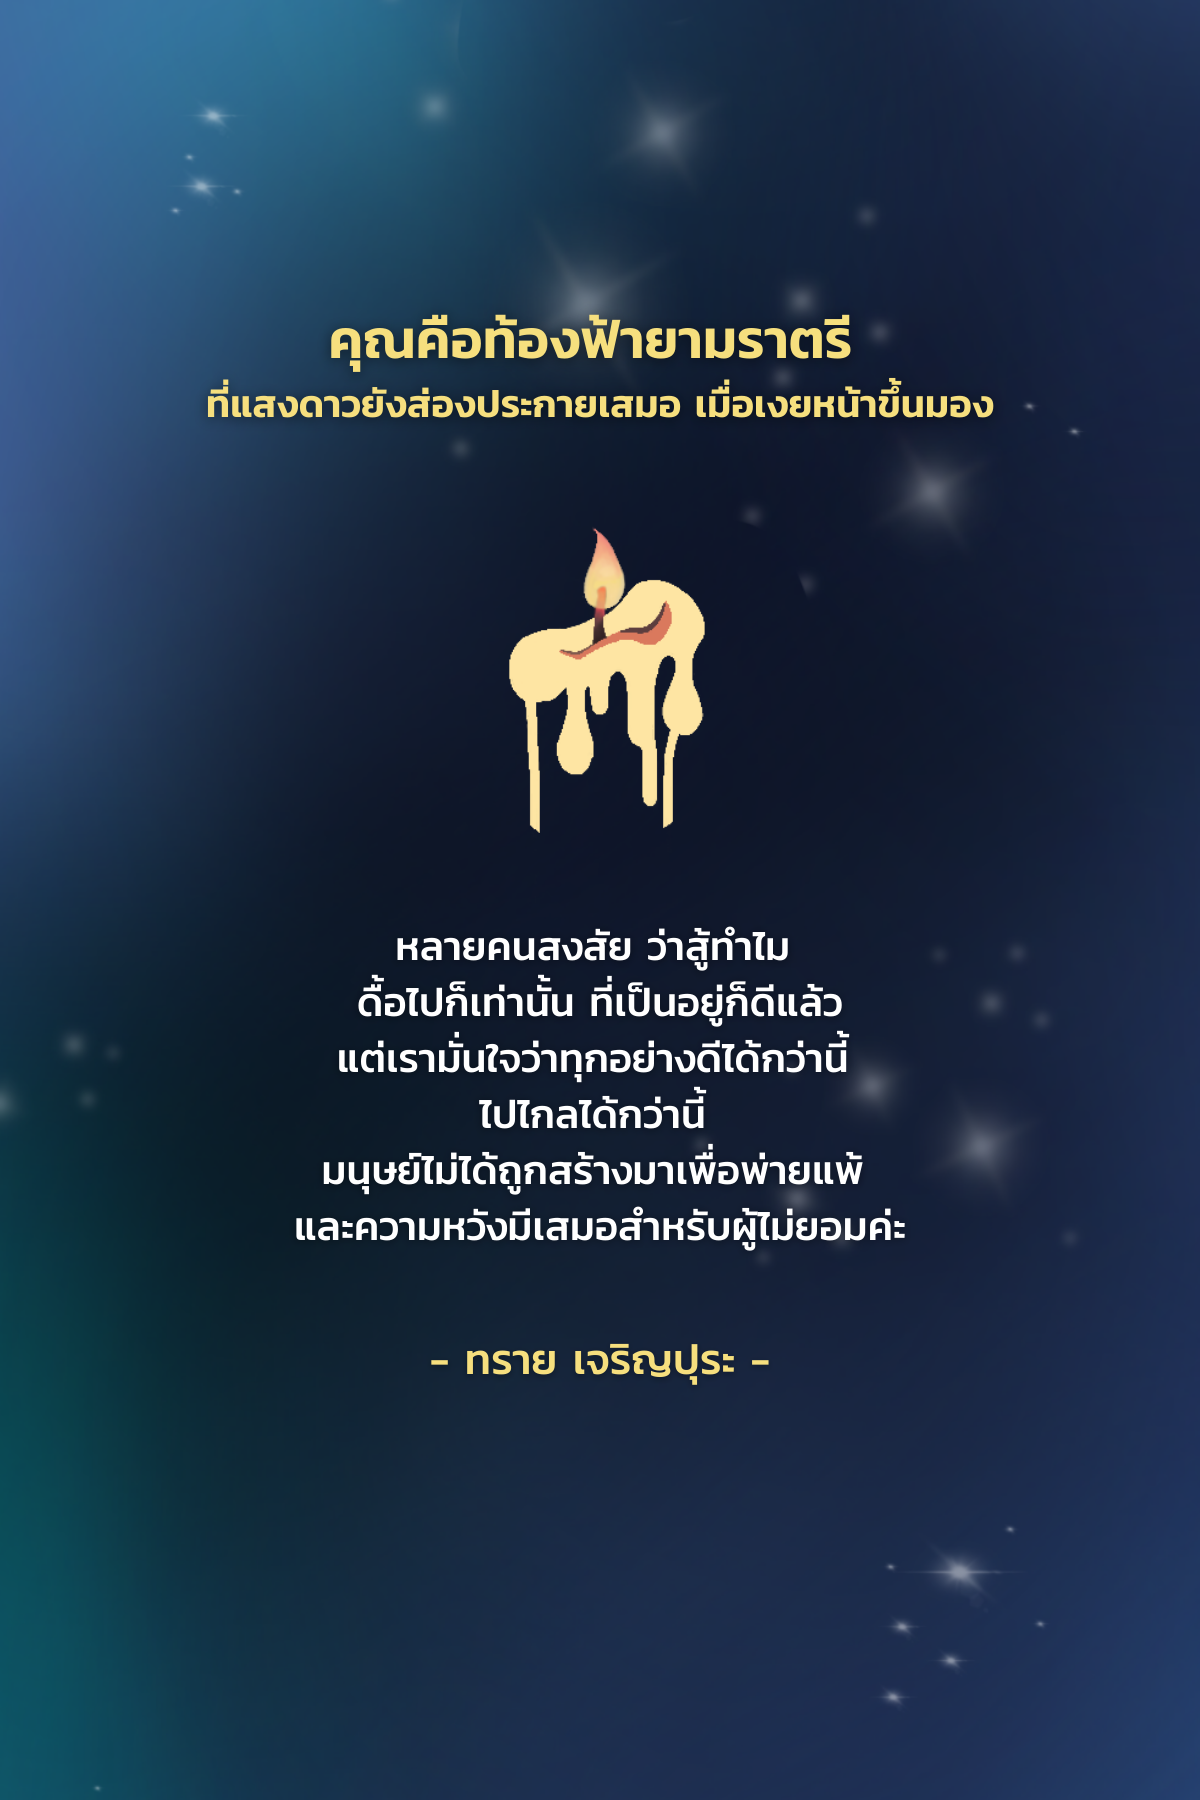 คุณคือท้องฟ้ายามราตรี
ที่แสงดาวยังส่องประกายเสมอ เมื่อเงยหน้าขึ้นมอง
หลายคนสงสัย ว่าสู้ทำไม
ดื้อไปก็เท่านั้น ที่เป็นอยู่ก็ดีแล้ว
แต่เรามั่นใจว่าทุกอย่างดีได้กว่านี้
ไปไกลได้กว่านี้
มนุษย์ไม่ได้ถูกสร้างมาเพื่อพ่ายแพ้
และความหวังมีเสมอสำหรับผู้ไม่ยอมค่ะ
– ทราย เจริญปุระ –